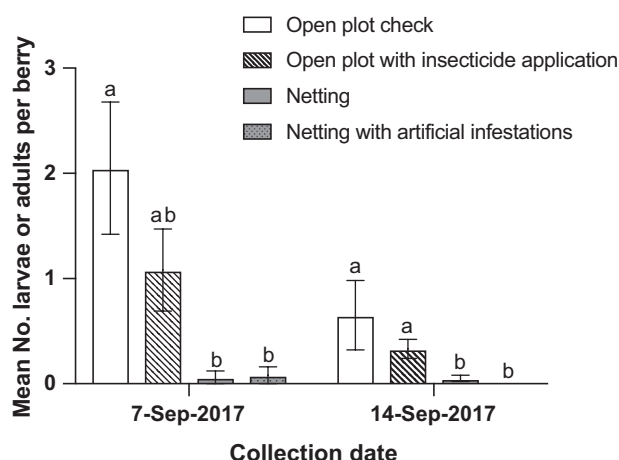 Open plot check
Open plot with insecticide application
Netting
Netting with artificial infestations
Mean No. larvae or adults per berry
3
2
1
0
a
ab
b
b
a
a
b
b
7-Sep-2017
14-Sep-2017
Collection date